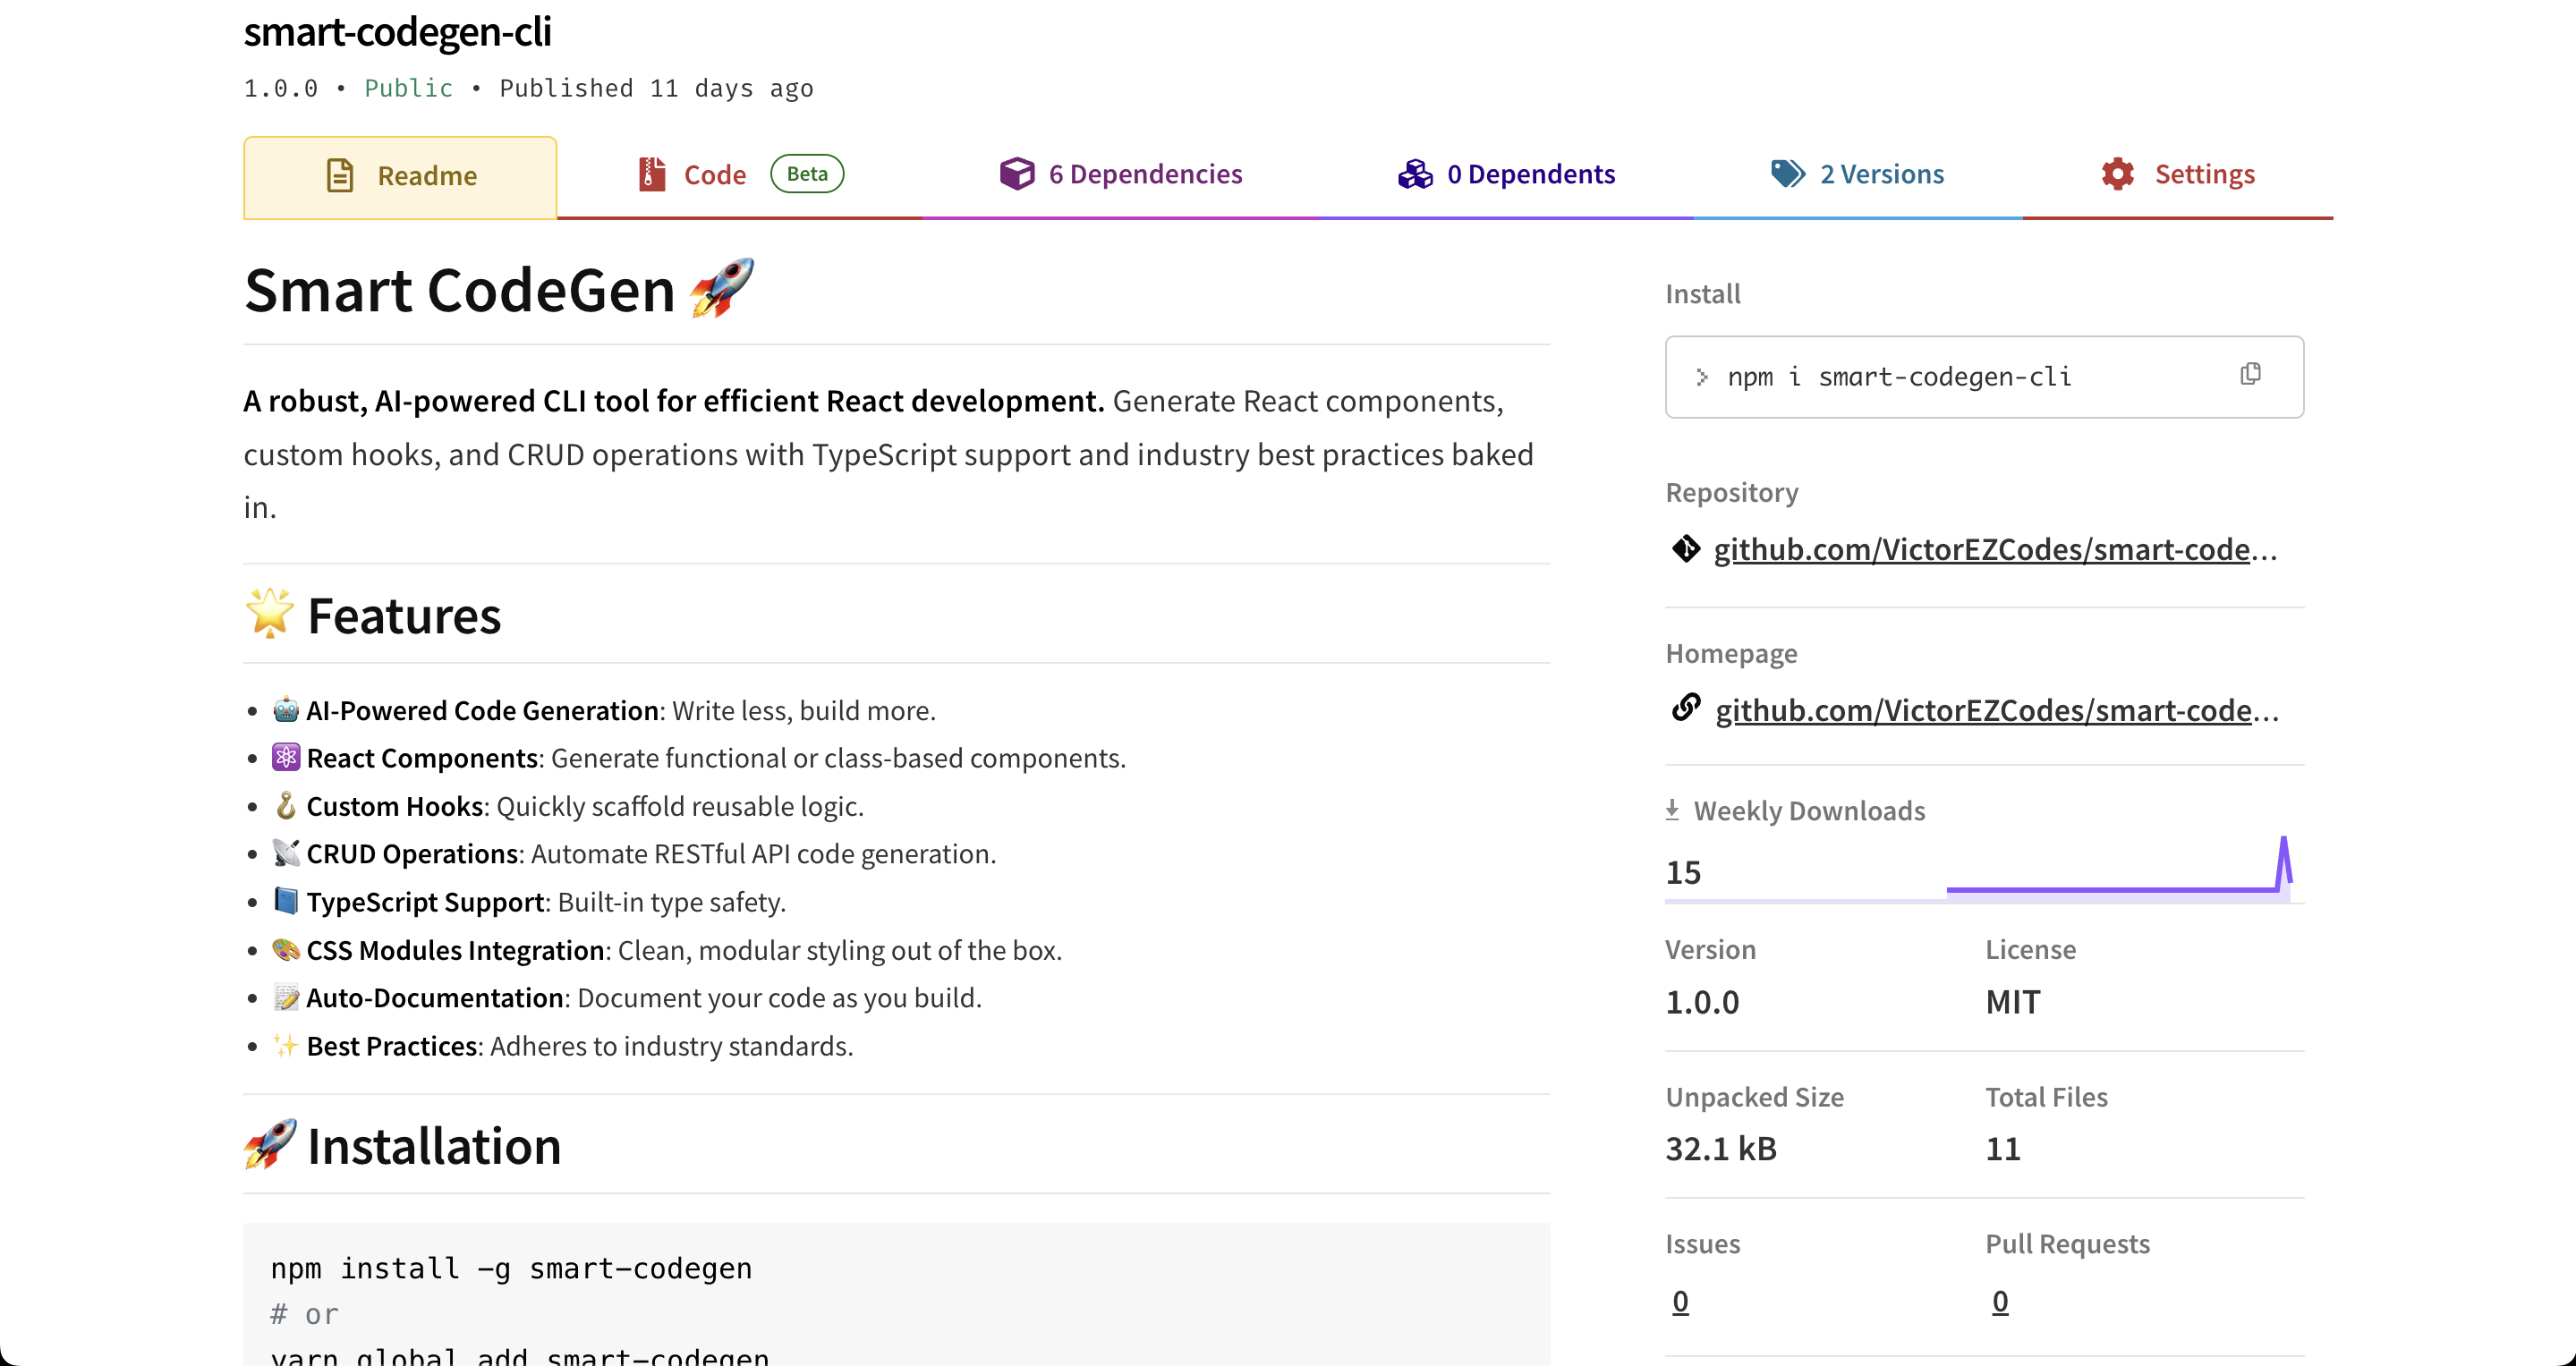 smart-codegen-cli
1.0.0 • Public • Published 11 days ago
Readme
Code Beta
6 Dependencies
0 Dependents
2 Versions
Settings
Smart CodeGen 🚀
A robust, AI-powered CLI tool for efficient React development. Generate React components,
custom hooks, and CRUD operations with TypeScript support and industry best practices baked
in.
🌟 Features
• 🤖 AI-Powered Code Generation: Write less, build more.
• ⚛️ React Components: Generate functional or class-based components.
• 🪝 Custom Hooks: Quickly scaffold reusable logic.
• 📡 CRUD Operations: Automate RESTful API code generation.
• 📘 TypeScript Support: Built-in type safety.
• 🎨 CSS Modules Integration: Clean, modular styling out of the box.
• 📝 Auto-Documentation: Document your code as you build.
• ✨ Best Practices: Adheres to industry standards.
🚀 Installation
npm install -g smart-codegen
# or
yarn global add smart-codegen
Install
> npm i smart-codegen-cli
Repository
github.com/VictorEZCodes/smart-code...
Homepage
github.com/VictorEZCodes/smart-code...
Weekly Downloads
15
Version
1.0.0
License
MIT
Unpacked Size
32.1 kB
Total Files
11
Issues
0
Pull Requests
0